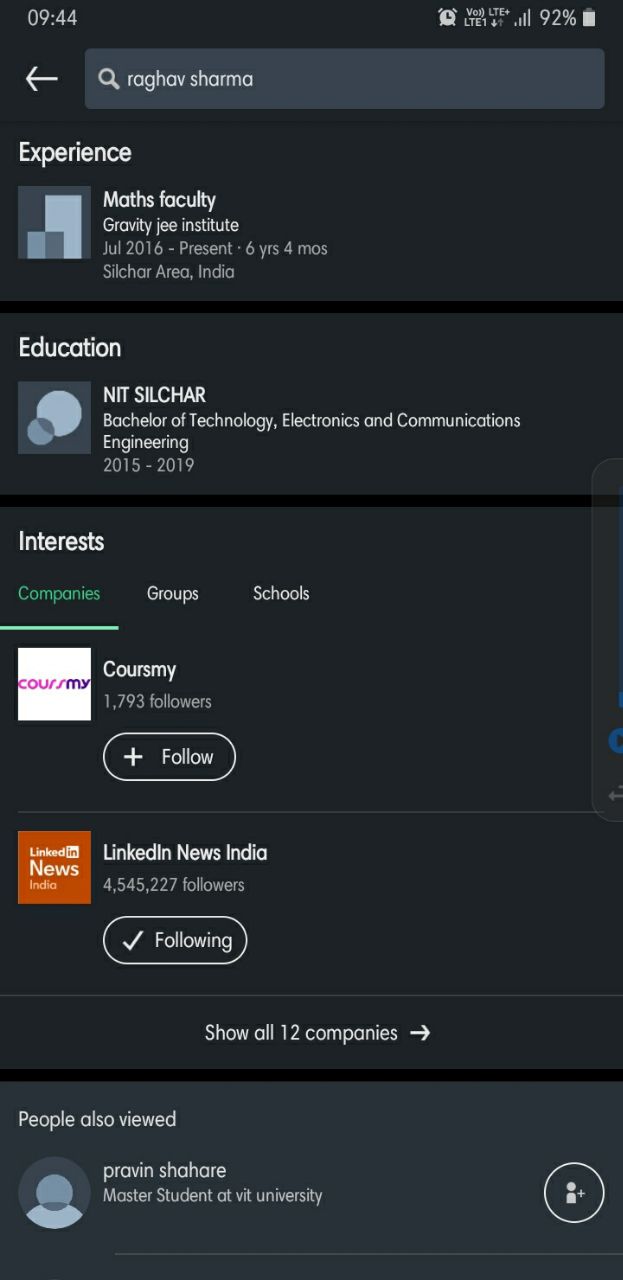 09:44
Vo)) LTE+
LTE1 ↓↑ 92%
raghav sharma
Experience
Maths faculty
Gravity jee institute
Jul 2016 - Present · 6 yrs 4 mos
Silchar Area, India
Education
NIT SILCHAR
Bachelor of Technology, Electronics and Communications
Engineering
2015 - 2019
Interests
Companies Groups Schools
coursmy
Coursmy
1,793 followers
+ Follow
Linked in
News
India
LinkedIn News India
4,545,227 followers
Following
Show all 12 companies →
People also viewed
pravin shahare
Master Student at vit university